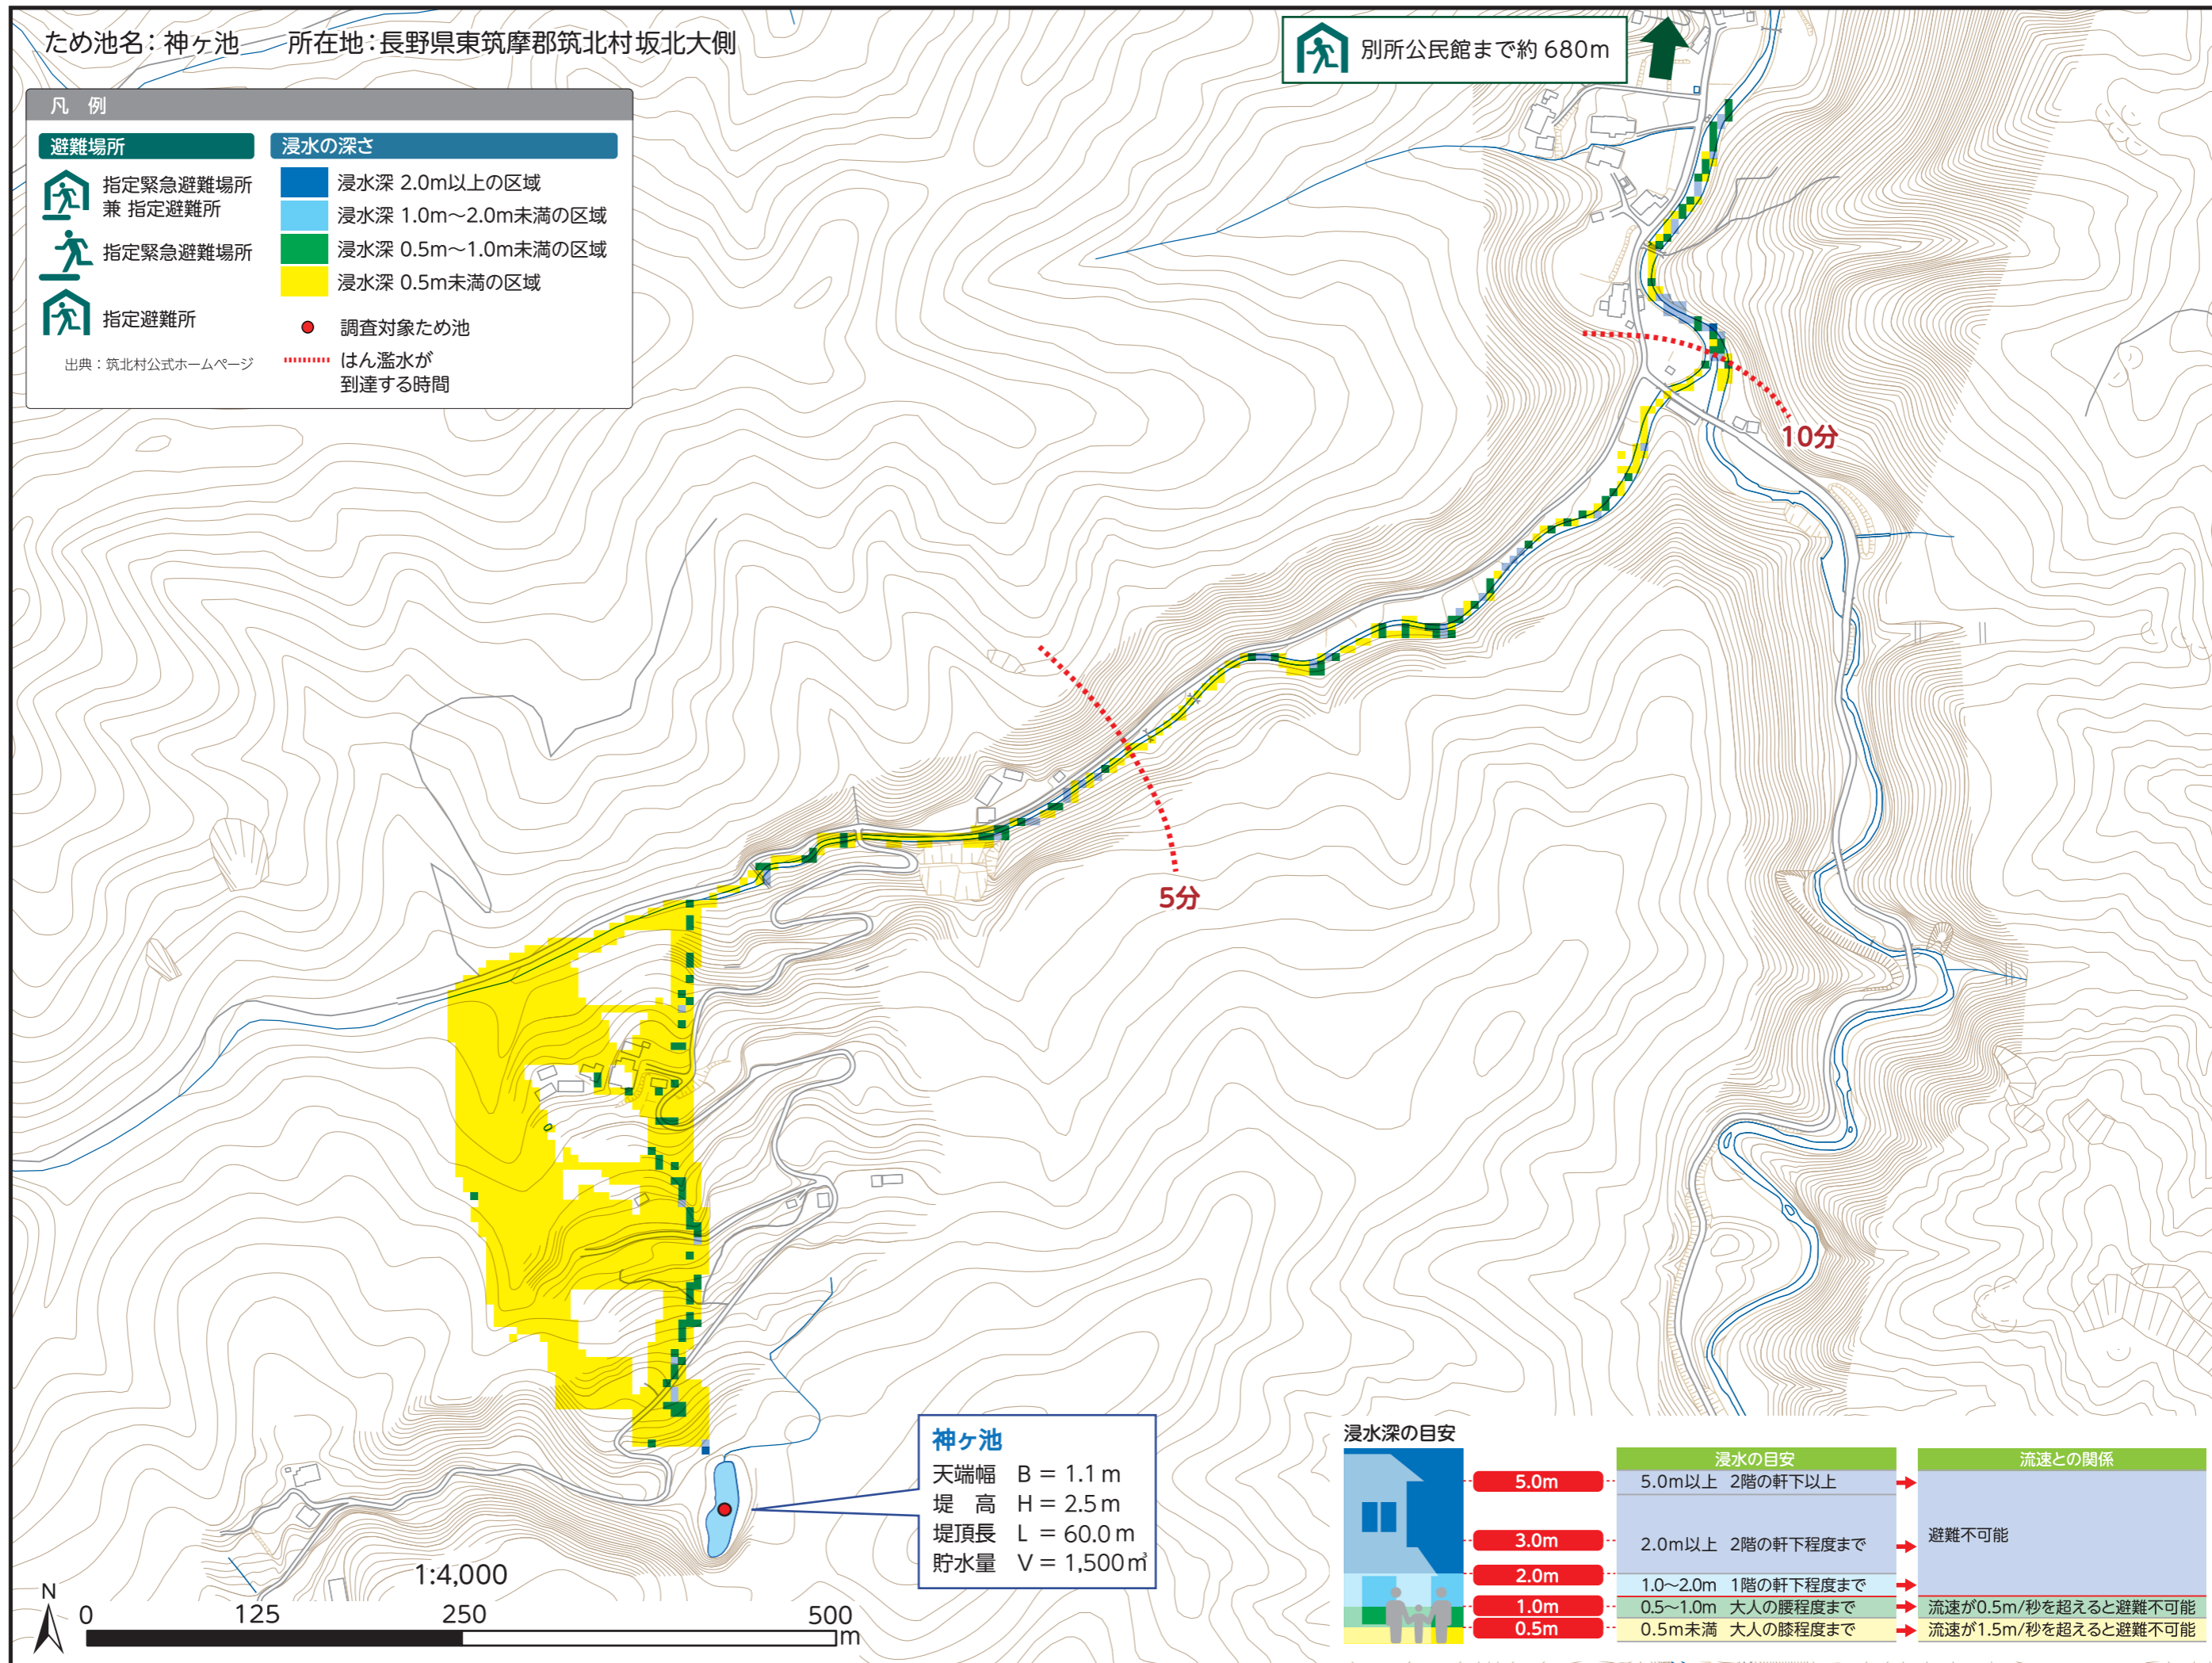 ため池名：神ヶ池　所在地：長野県東筑摩郡筑北村坂北大側
別所公民館まで約 680m
凡 例
避難場所
指定緊急避難場所
兼 指定避難所
指定緊急避難場所
指定避難所
出典：筑北村公式ホームページ
浸水の深さ
浸水深 2.0m以上の区域
浸水深 1.0m～2.0m未満の区域
浸水深 0.5m～1.0m未満の区域
浸水深 0.5m未満の区域
調査対象ため池
はん濫水が
到達する時間
10分
5分
神ヶ池
天端幅 B = 1.1 m
堤 高 H = 2.5 m
堤頂長 L = 60.0 m
貯水量 V = 1,500㎥
1:4,000
N
0 125 250 500
m
浸水深の目安
5.0m
3.0m
2.0m
1.0m
0.5m
浸水の目安
5.0m以上 2階の軒下以上
2.0m以上 2階の軒下程度まで
1.0～2.0m 1階の軒下程度まで
0.5～1.0m 大人の腰程度まで
0.5m未満 大人の膝程度まで
流速との関係
避難不可能
流速が0.5m/秒を超えると避難不可能
流速が1.5m/秒を超えると避難不可能